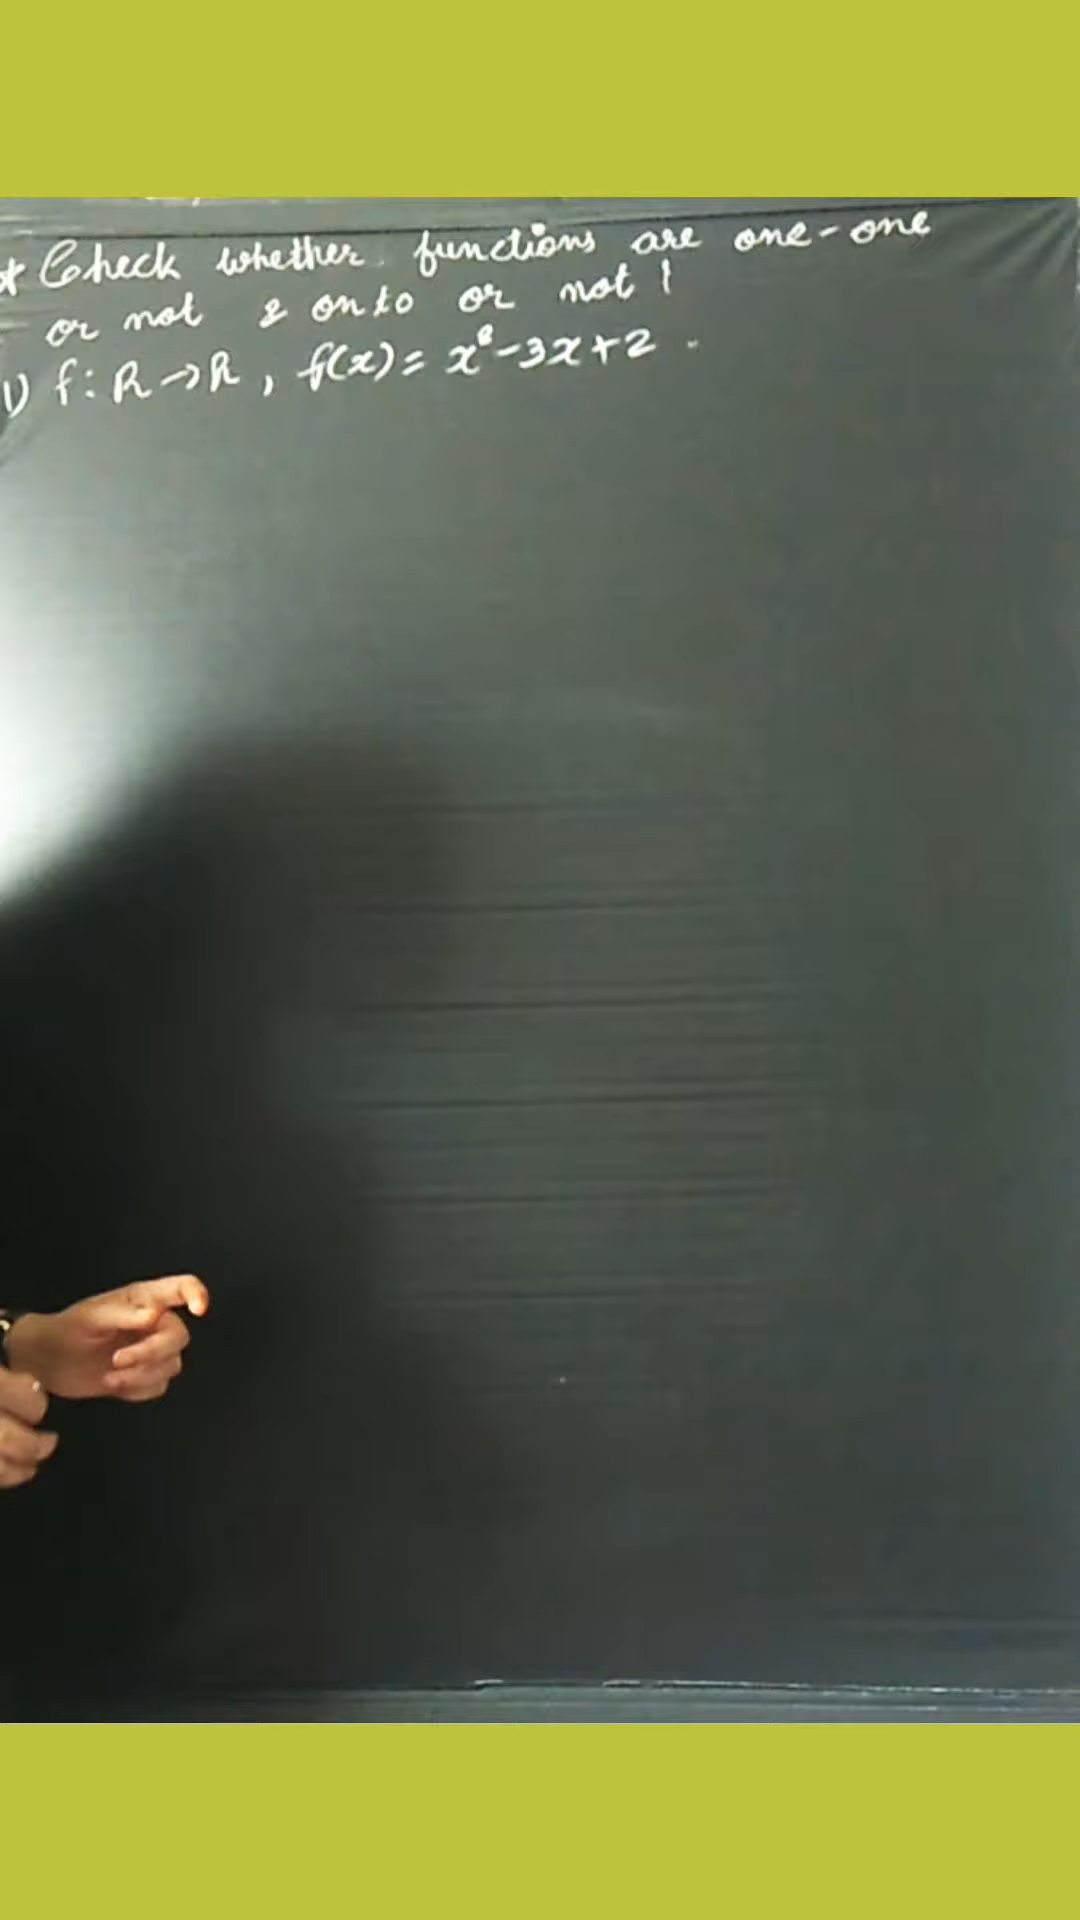 * Check whether functions are one-one
or not & onto or not |
1) f: R→R, f(x) = x² - 3x + 2 .